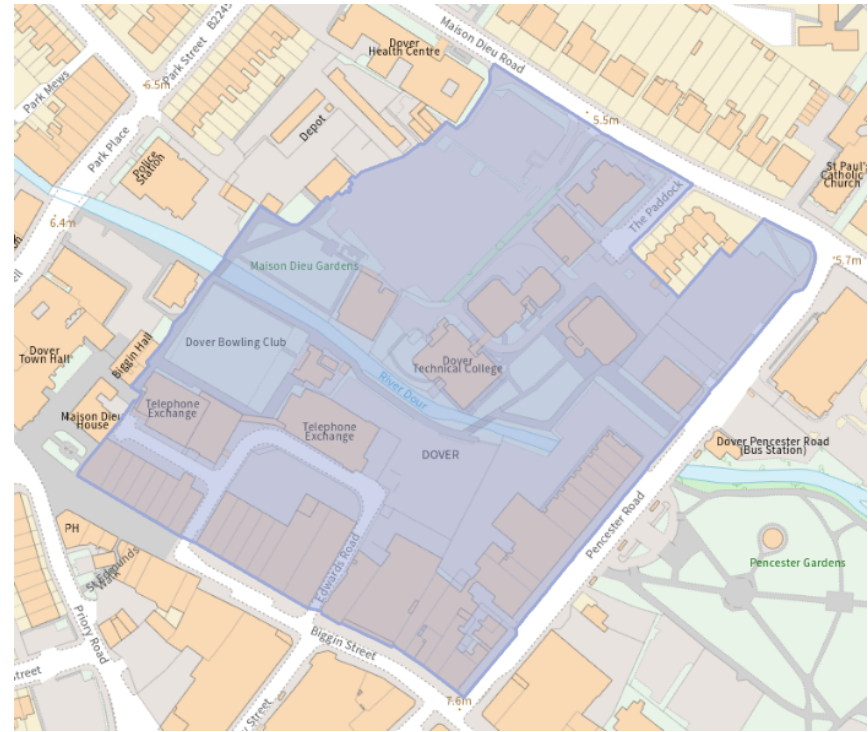 Maison Dieu Road
Dover
Health Centre
Park Street
B2245
Park Mews
6.5m
5.5m
Depot
Park Place
Police
Station
St Paul's
Catholic
Church
The Paddock
6.4m
5.7m
Maison Dieu Gardens
Dover Bowling Club
Dover
Town Hall
Biggin Hall
Dover
Technical College
River Dour
Telephone
Exchange
Maison Dieu
House
Telephone
Exchange
DOVER
Dover Pencester Road
(Bus Station)
PH
St Edmunds
Walk
Edwards Road
Pencester Road
Pencester Gardens
Priory Road
Biggin Street
Street
7.6m